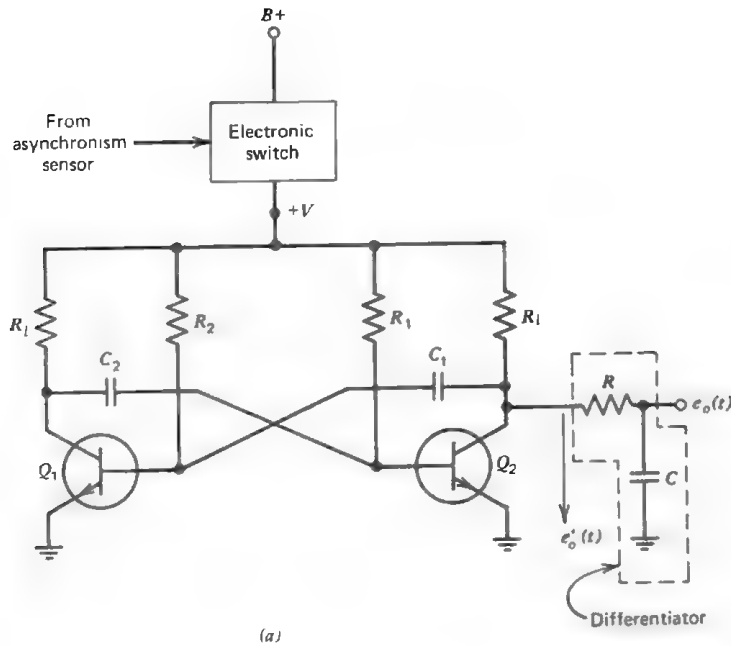 B+
From
asynchronism
sensor
Electronic
switch
+V
R_l
R_2
R_1
R_l
C_2
C_1
R
e_o(t)
Q_1
Q_2
C
e_o'(t)
Differentiator
(a)